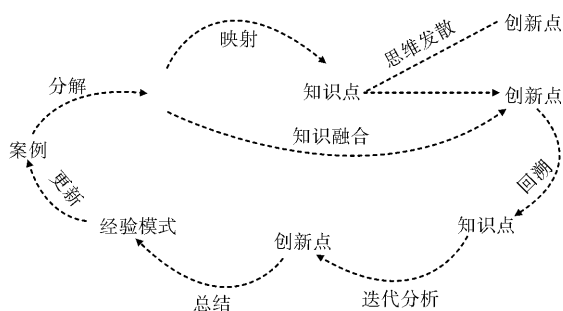 创新点
映射
思维发散
分解
知识点
创新点
知识融合
案例
回溯
更新
经验模式
知识点
创新点
总结
迭代分析